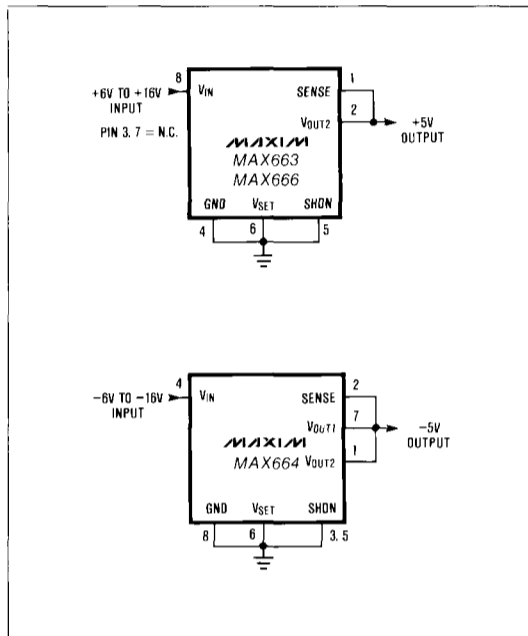 8
1
+6V TO +16V
INPUT
VIN
SENSE
2
VOUT2
+5V
OUTPUT
PIN 3, 7 = N.C.
MAXIM
MAX663
MAX666
GND
VSET
SHDN
4
6
5
4
2
-6V TO -16V
INPUT
VIN
SENSE
7
VOUT1
-5V
OUTPUT
1
MAXIM
MAX664
VOUT2
GND
VSET
SHDN
8
6
3, 5